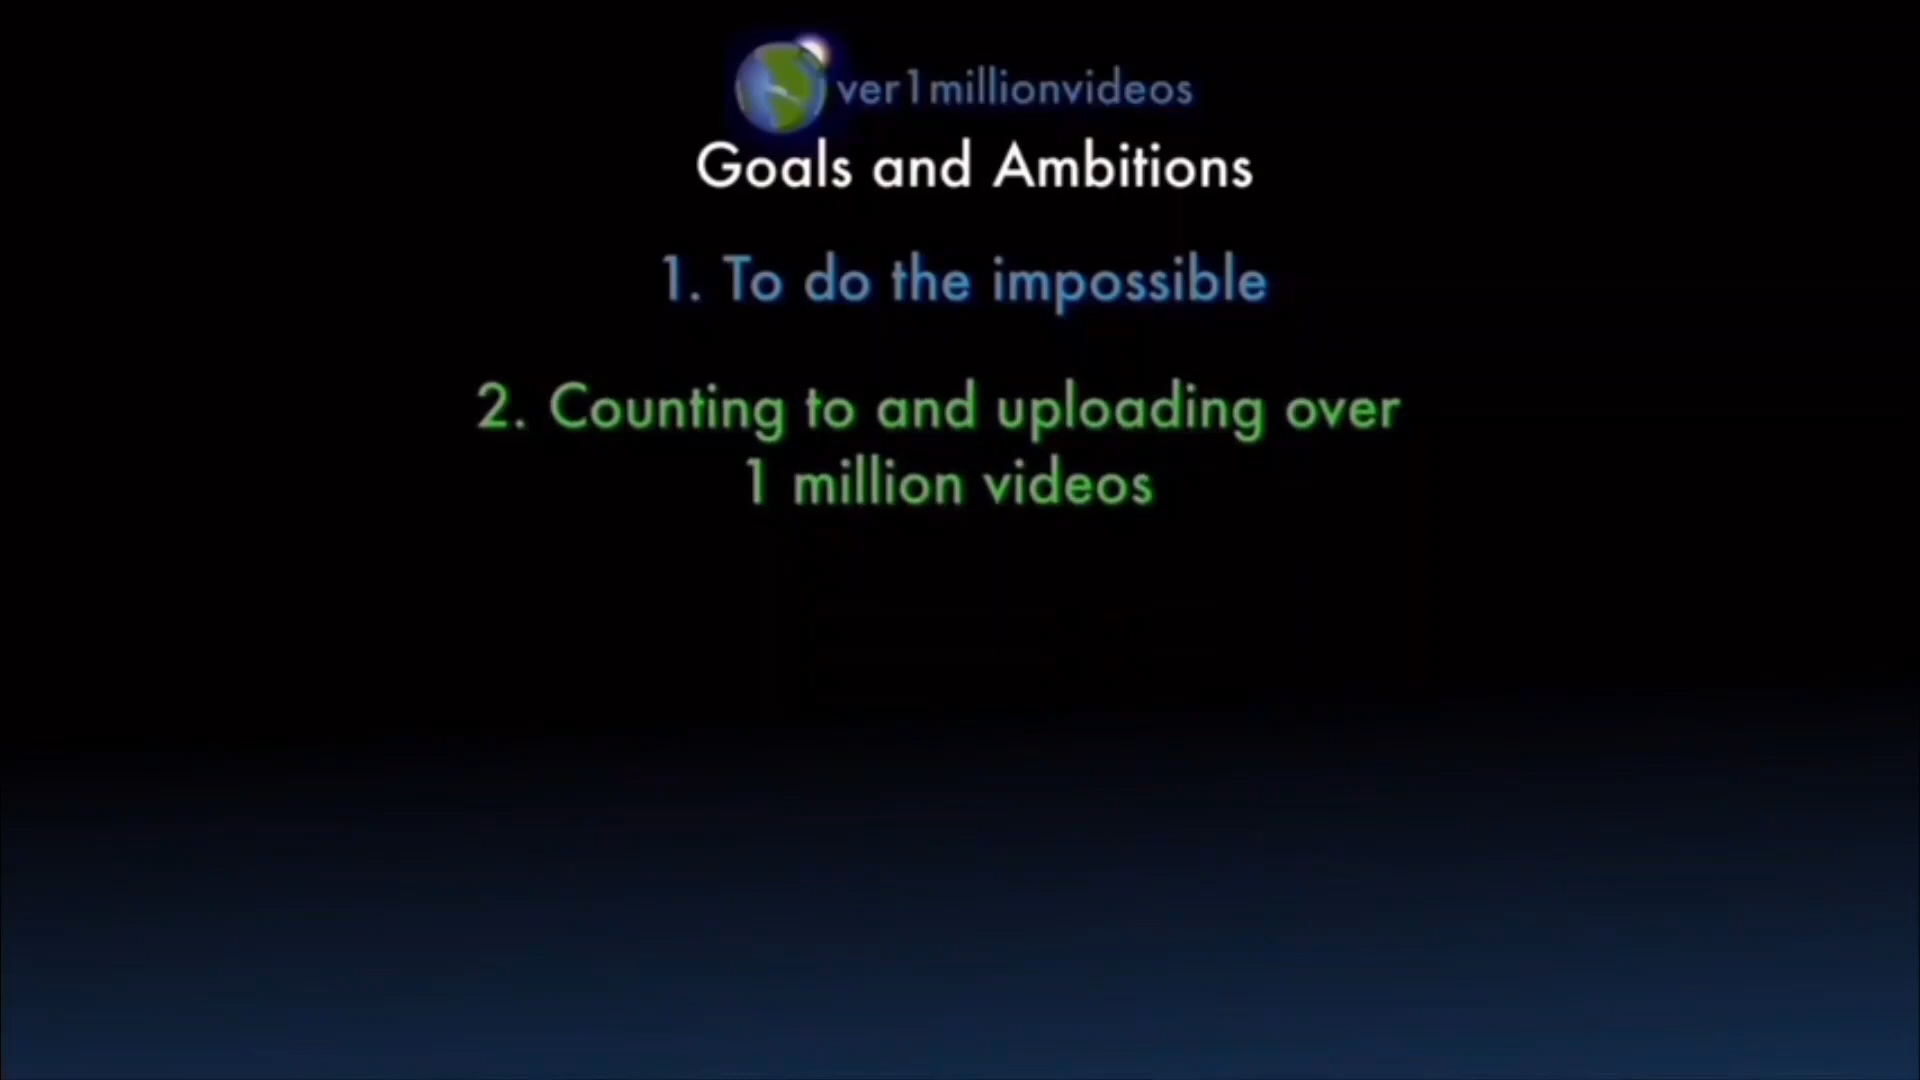 ver1millionvideos
Goals and Ambitions
1. To do the impossible
2. Counting to and uploading over
1 million videos